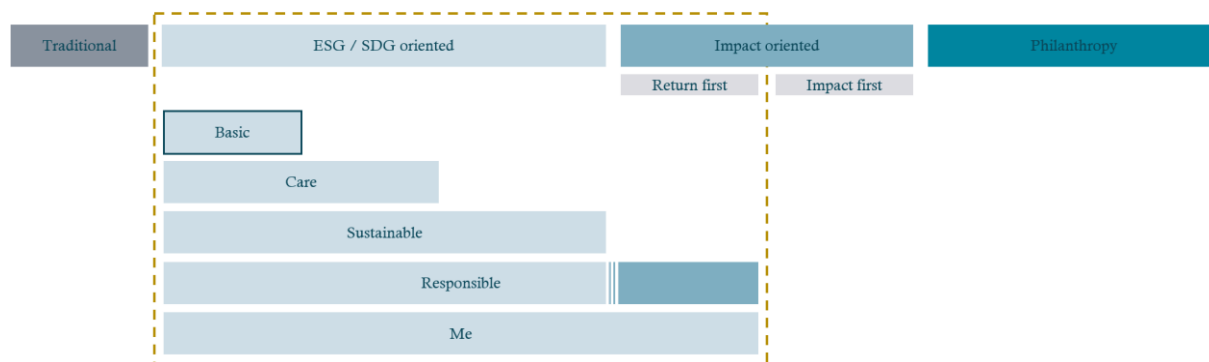 Traditional
ESG / SDG oriented
Impact oriented
Philanthropy
Return first
Impact first
Basic
Care
Sustainable
Responsible
Me